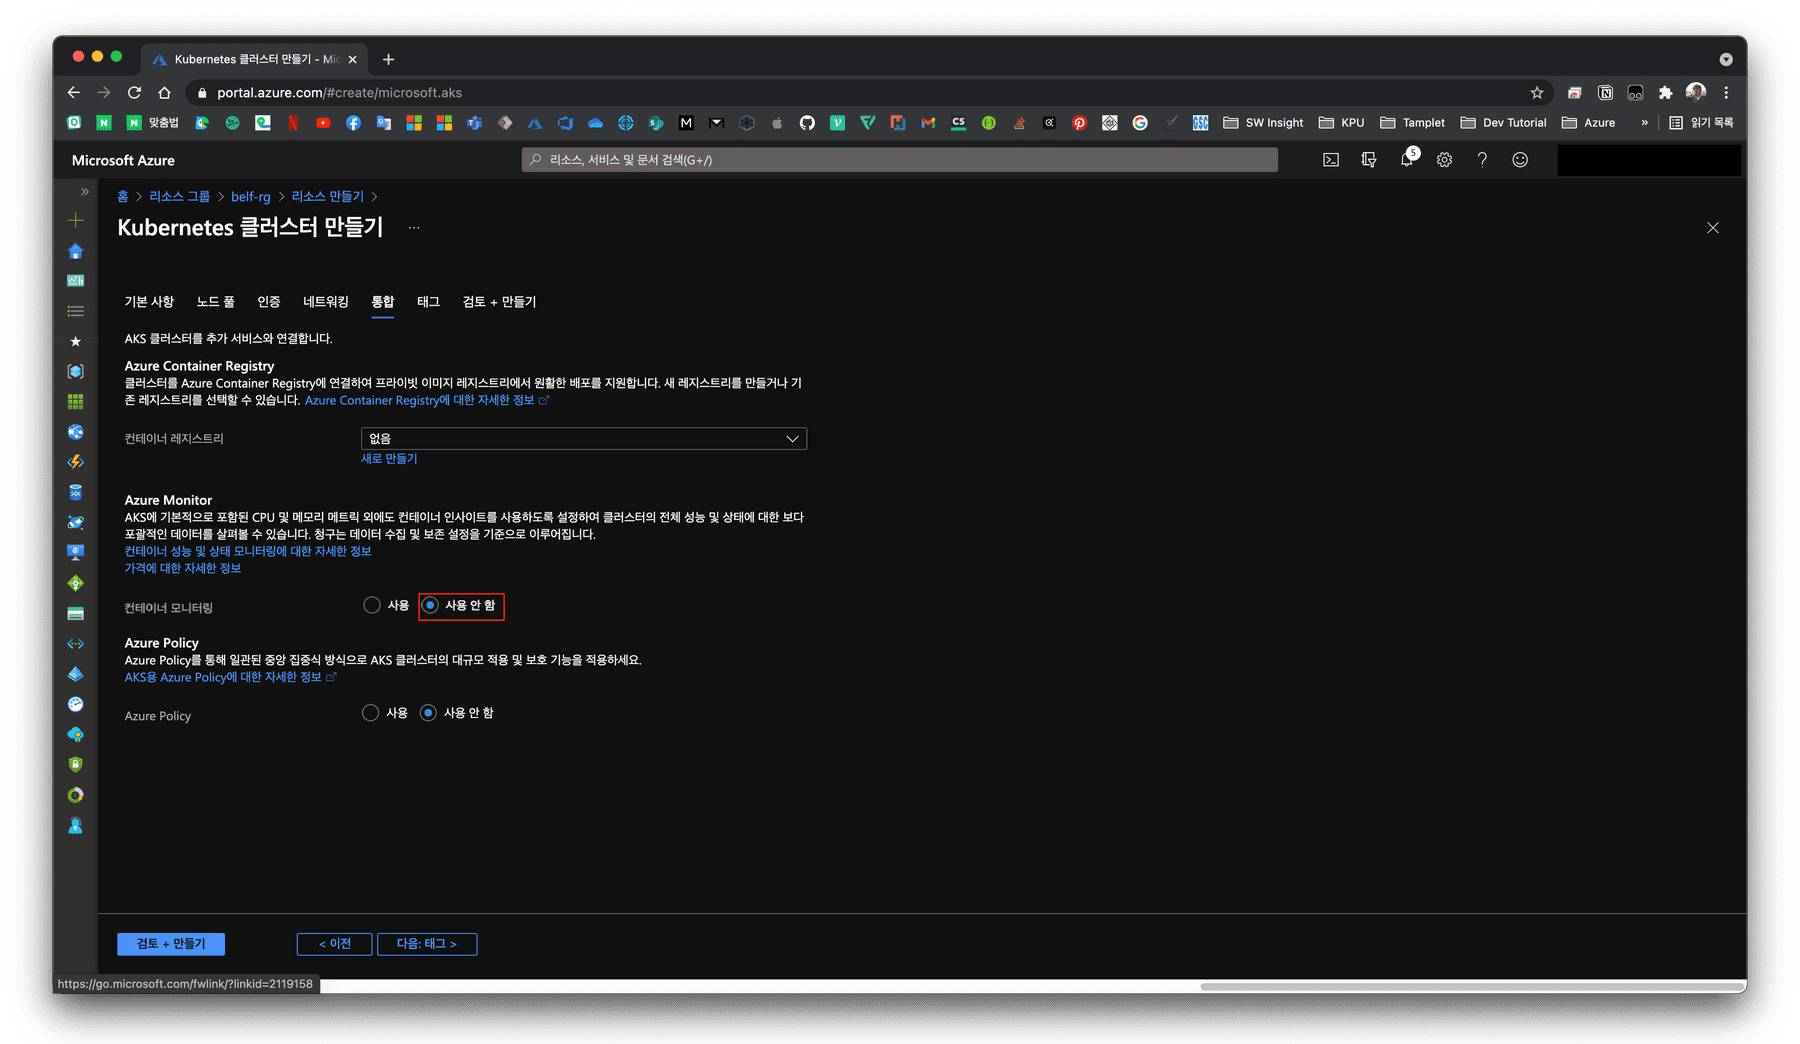 Kubernetes 클러스터 만들기 - Mic
portal.azure.com/#create/microsoft.aks
맞춤법
SW Insight
KPU
Tamplet
Dev Tutorial
Azure
»
읽기 목록
Microsoft Azure
리소스, 서비스 및 문서 검색(G+/)
5
홈 > 리소스 그룹 > belf-rg > 리소스 만들기 >
Kubernetes 클러스터 만들기 ...
기본 사항 노드 풀 인증 네트워킹 통합 태그 검토 + 만들기
AKS 클러스터를 추가 서비스와 연결합니다.
Azure Container Registry
클러스터를 Azure Container Registry에 연결하여 프라이빗 이미지 레지스트리에서 원활한 배포를 지원합니다. 새 레지스트리를 만들거나 기
존 레지스트리를 선택할 수 있습니다. Azure Container Registry에 대한 자세한 정보
컨테이너 레지스트리
없음
새로 만들기
Azure Monitor
AKS에 기본적으로 포함된 CPU 및 메모리 메트릭 외에도 컨테이너 인사이트를 사용하도록 설정하여 클러스터의 전체 성능 및 상태에 대한 보다
포괄적인 데이터를 살펴볼 수 있습니다. 청구는 데이터 수집 및 보존 설정을 기준으로 이루어집니다.
컨테이너 성능 및 상태 모니터링에 대한 자세한 정보
가격에 대한 자세한 정보
컨테이너 모니터링 사용 사용 안 함
Azure Policy
Azure Policy를 통해 일관된 중앙 집중식 방식으로 AKS 클러스터의 대규모 적용 및 보호 기능을 적용하세요.
AKS용 Azure Policy에 대한 자세한 정보
Azure Policy 사용 사용 안 함
검토 + 만들기
< 이전
다음: 태그 >
https://go.microsoft.com/fwlink/?linkid=2119158